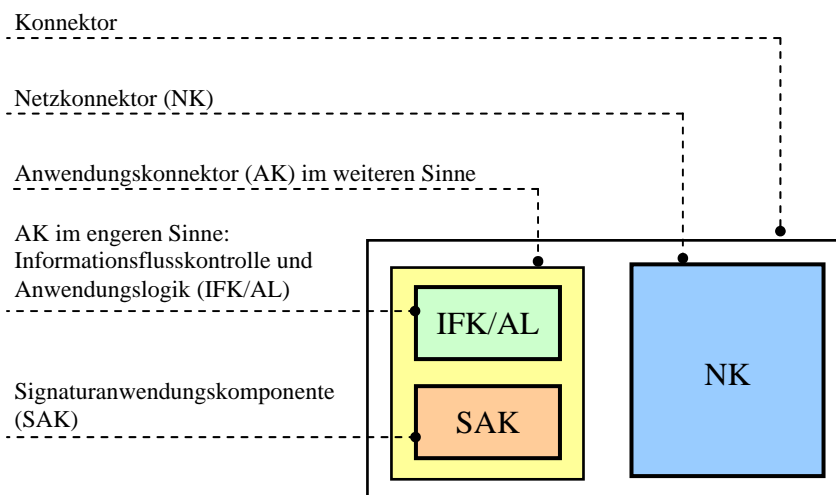 Konnektor
Netzkonnektor (NK)
Anwendungskonnektor (AK) im weiteren Sinne
AK im engeren Sinne:
Informationsflusskontrolle und
Anwendungslogik (IFK/AL)
Signaturanwendungskomponente
(SAK)
IFK/AL
SAK
NK